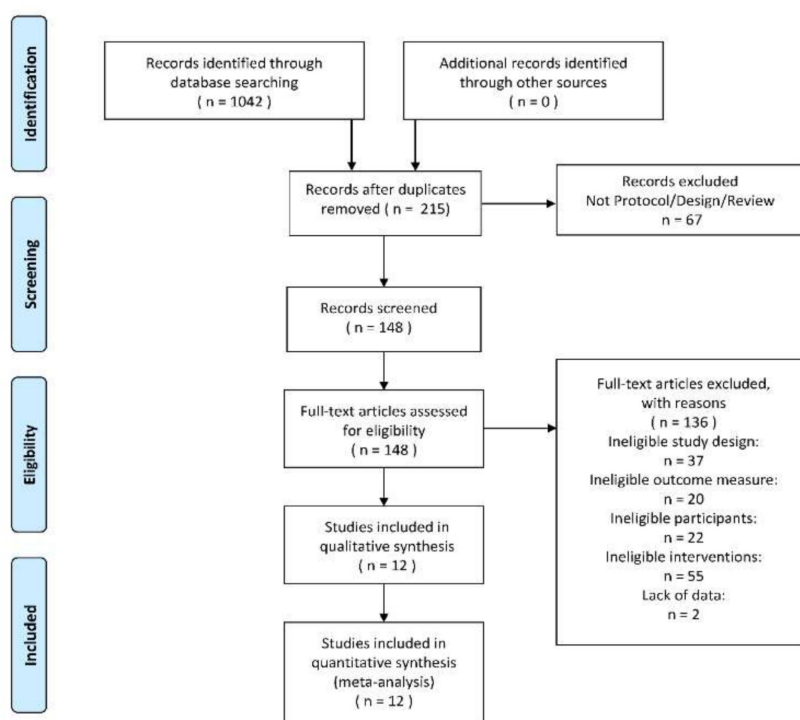 Identification
Records identified through
database searching
( n = 1042 )
Additional records identified
through other sources
( n = 0 )
Records after duplicates
removed ( n = 215)
Records excluded
Not Protocol/Design/Review
n = 67
Screening
Records screened
( n = 148 )
Eligibility
Full-text articles assessed
for eligibility
( n = 148 )
Full-text articles excluded,
with reasons
( n = 136 )
Ineligible study design:
n = 37
Ineligible outcome measure:
n = 20
Ineligible participants:
n = 22
Ineligible interventions:
n = 55
Lack of data:
n = 2
Studies included in
qualitative synthesis
( n = 12 )
Included
Studies included in
quantitative synthesis
(meta-analysis)
( n = 12 )